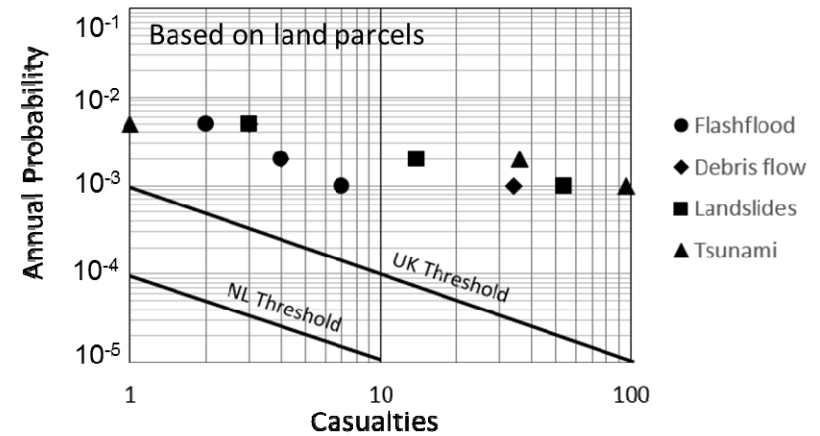 Based on land parcels
Annual Probability
10-1
10-2
10-3
10-4
10-5
UK Threshold
NL Threshold
1
10
100
Casualties
Flashflood
Debris flow
Landslides
Tsunami